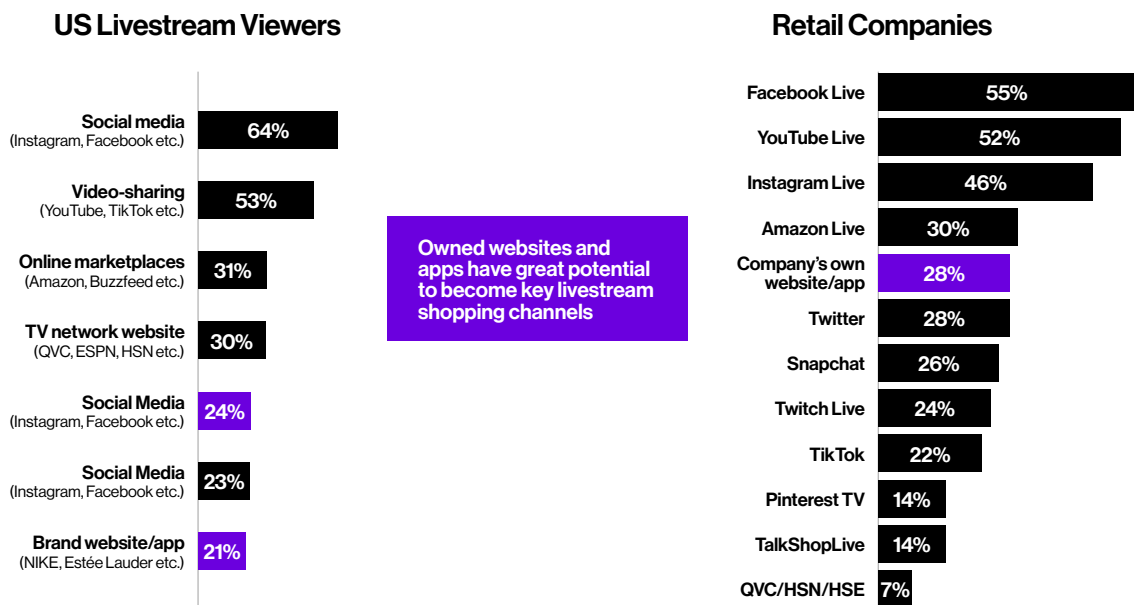 US Livestream Viewers
Social media
(Instagram, Facebook etc.)
64%
Video-sharing
(YouTube, TikTok etc.)
53%
Online marketplaces
(Amazon, Buzzfeed etc.)
31%
TV network website
(QVC, ESPN, HSN etc.)
30%
Social Media
(Instagram, Facebook etc.)
24%
Social Media
(Instagram, Facebook etc.)
23%
Brand website/app
(NIKE, Estée Lauder etc.)
21%
Owned websites and
apps have great potential
to become key livestream
shopping channels
Retail Companies
Facebook Live
55%
YouTube Live
52%
Instagram Live
46%
Amazon Live
30%
Company's own
website/app
28%
Twitter
28%
Snapchat
26%
Twitch Live
24%
TikTok
22%
Pinterest TV
14%
TalkShopLive
14%
QVC/HSN/HSE
7%